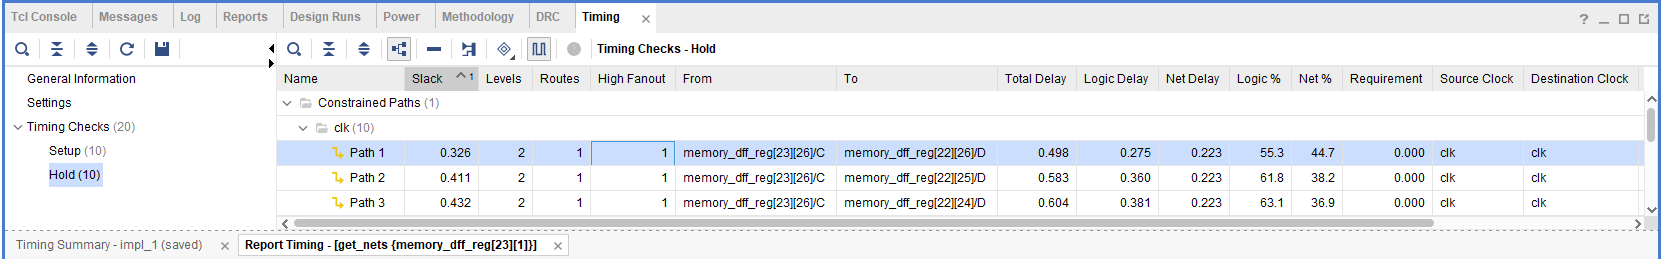 Tcl Console Messages Log Reports Design Runs Power Methodology DRC Timing × ? _
Timing Checks - Hold
Name Slack 1 Levels Routes High Fanout From To Total Delay Logic Delay Net Delay Logic % Net % Requirement Source Clock Destination Clock
General Information
Settings
Timing Checks (20)
Setup (10)
Hold (10)
Constrained Paths (1)
clk (10)
Path 1 0.326 2 1 1 memory_dff_reg[23][26]/C memory_dff_reg[22][26]/D 0.498 0.275 0.223 55.3 44.7 0.000 clk clk
Path 2 0.411 2 1 1 memory_dff_reg[23][26]/C memory_dff_reg[22][25]/D 0.583 0.360 0.223 61.8 38.2 0.000 clk clk
Path 3 0.432 2 1 1 memory_dff_reg[23][26]/C memory_dff_reg[22][24]/D 0.604 0.381 0.223 63.1 36.9 0.000 clk clk
Timing Summary - impl_1 (saved) × Report Timing - [get_nets {memory_dff_reg[23][1]}] ×